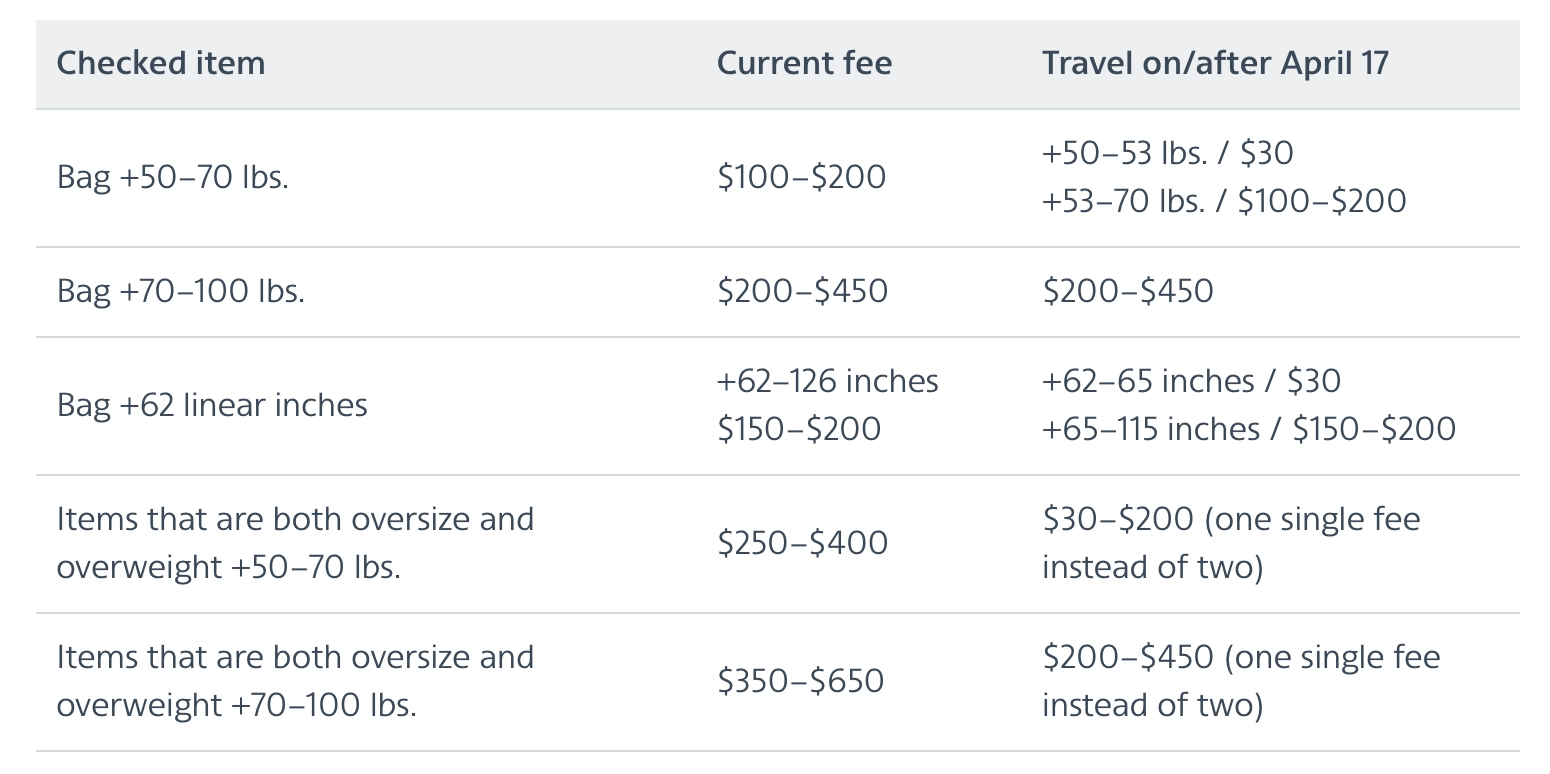 Checked item
Current fee
Travel on/after April 17
Bag +50–70 lbs.
$100–$200
+50–53 lbs. / $30
+53–70 lbs. / $100–$200
Bag +70–100 lbs.
$200–$450
$200–$450
Bag +62 linear inches
+62–126 inches
$150–$200
+62–65 inches / $30
+65–115 inches / $150–$200
Items that are both oversize and
overweight +50–70 lbs.
$250–$400
$30–$200 (one single fee
instead of two)
Items that are both oversize and
overweight +70–100 lbs.
$350–$650
$200–$450 (one single fee
instead of two)